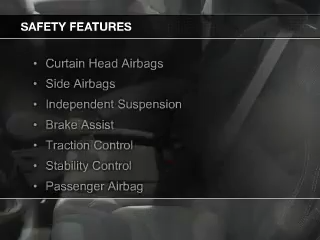 SAFETY FEATURES
• Curtain Head Airbags
• Side Airbags
• Independent Suspension
• Brake Assist
• Traction Control
• Stability Control
• Passenger Airbag